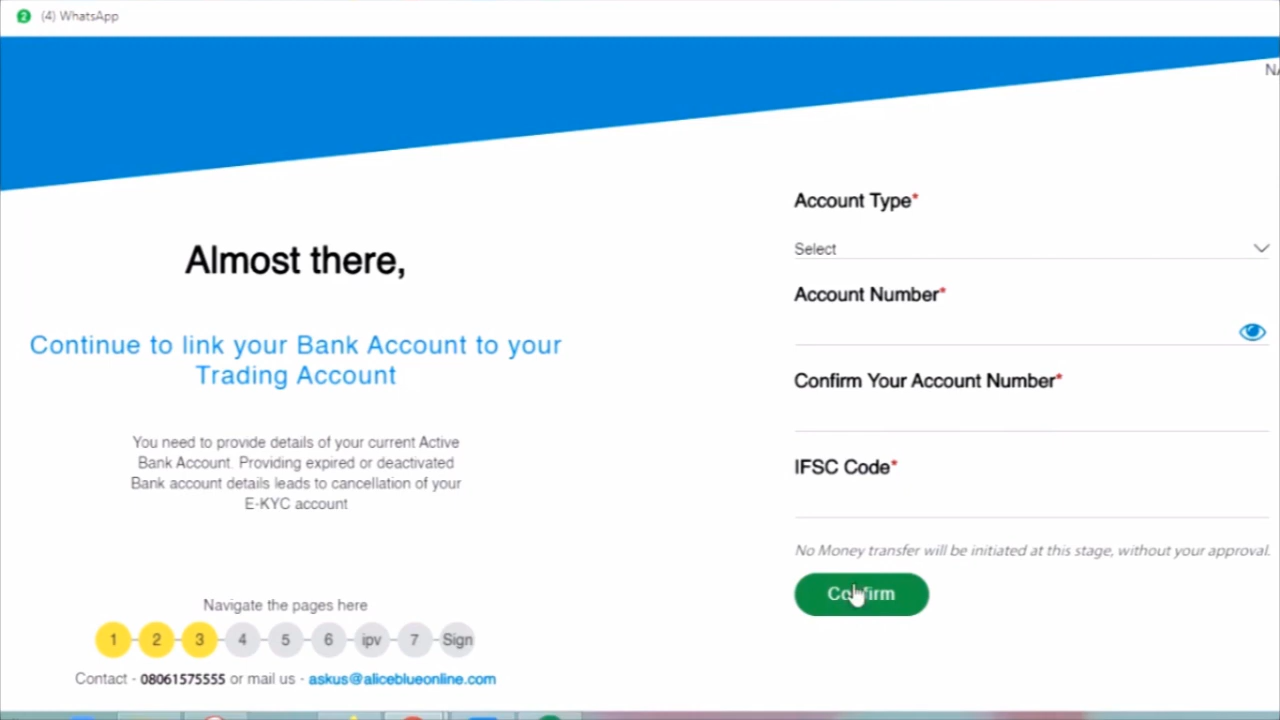 2 (4) WhatsApp
NA
Almost there,
Continue to link your Bank Account to your
Trading Account
You need to provide details of your current Active
Bank Account. Providing expired or deactivated
Bank account details leads to cancellation of your
E-KYC account
Navigate the pages here
1 2 3 4 5 6 ipv 7 Sign
Contact - 08061575555 or mail us - askus@aliceblueonline.com
Account Type*
Select
Account Number*
Confirm Your Account Number*
IFSC Code*
No Money transfer will be initiated at this stage, without your approval.
Confirm